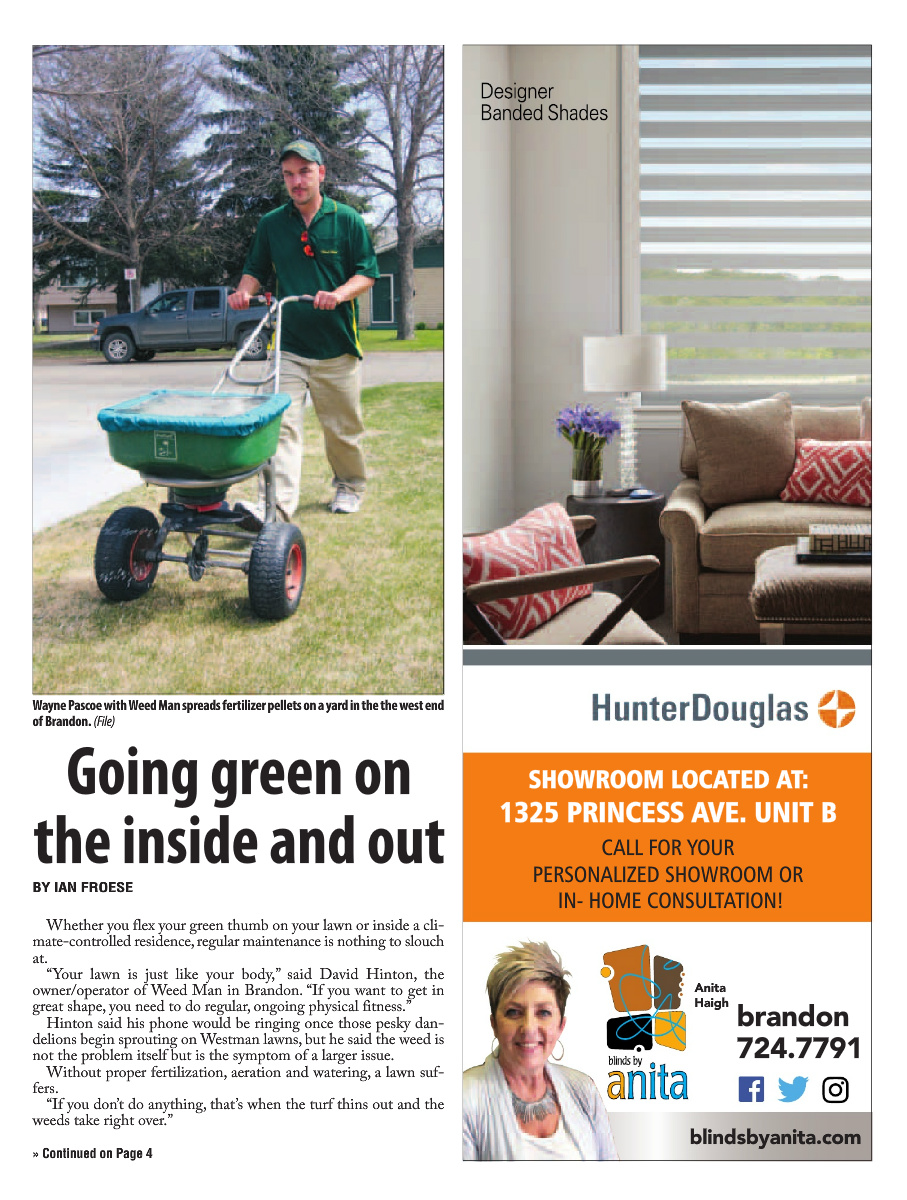 Wayne Pascoe with Weed Man spreads fertilizer pellets on a yard in the the west end
of Brandon. (File)
Going green on
the inside and out
BY IAN FROESE
Whether you flex your green thumb on your lawn or inside a cli-
mate-controlled residence, regular maintenance is nothing to slouch
at.
“Your lawn is just like your body,” said David Hinton, the
owner/operator of Weed Man in Brandon. “If you want to get in
great shape, you need to do regular, ongoing physical fitness.”
Hinton said his phone would be ringing once those pesky dan-
delions begin sprouting on Westman lawns, but he said the weed is
not the problem itself but is the symptom of a larger issue.
Without proper fertilization, aeration and watering, a lawn suf-
fers.
“If you don’t do anything, that’s when the turf thins out and the
weeds take right over.”
» Continued on Page 4
Designer
Banded Shades
HunterDouglas
SHOWROOM LOCATED AT:
1325 PRINCESS AVE. UNIT B
CALL FOR YOUR
PERSONALIZED SHOWROOM OR
IN- HOME CONSULTATION!
Anita
Haigh
blinds by
anita
brandon
724.7791
blindsbyanita.com